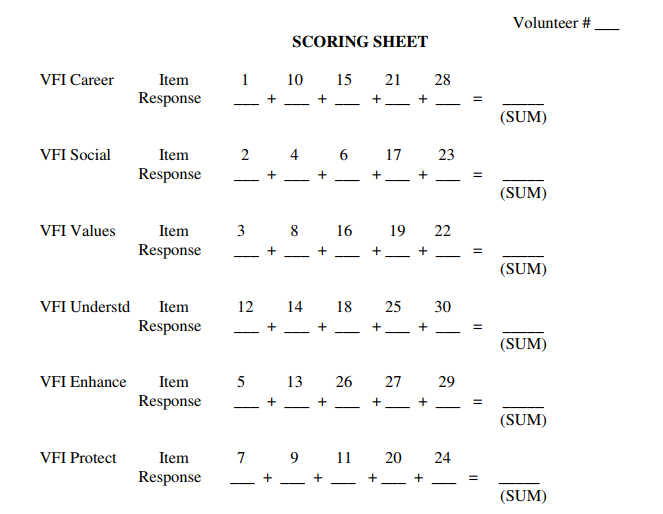 Volunteer # ___
SCORING SHEET
VFI Career Item 1 10 15 21 28
Response ___ + ___ + ___ + ___ + ___ = _____
(SUM)
VFI Social Item 2 4 6 17 23
Response ___ + ___ + ___ + ___ + ___ = _____
(SUM)
VFI Values Item 3 8 16 19 22
Response ___ + ___ + ___ + ___ + ___ = _____
(SUM)
VFI Understd Item 12 14 18 25 30
Response ___ + ___ + ___ + ___ + ___ = _____
(SUM)
VFI Enhance Item 5 13 26 27 29
Response ___ + ___ + ___ + ___ + ___ = _____
(SUM)
VFI Protect Item 7 9 11 20 24
Response ___ + ___ + ___ + ___ + ___ = _____
(SUM)